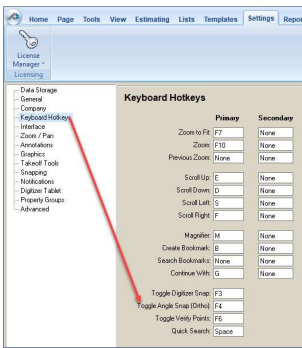 Home Page Tools View Estimating Lists Templates Settings Repor
License
Manager
Licensing
Data Storage
General
Company
Keyboard Hotkeys
Interface
Zoom / Pan
Annotations
Graphics
Takeoff Tools
Snapping
Notifications
Digitizer Tablet
Property Groups
Advanced
Keyboard Hotkeys
Primary Secondary
Zoom to Fit: F7 None
Zoom: F10 None
Previous Zoom: None None
Scroll Up: E None
Scroll Down: D None
Scroll Left: S None
Scroll Right: F None
Magnifier: M None
Create Bookmark: B None
Search Bookmarks: None None
Continue With: G None
Toggle Digitizer Snap: F3
Toggle Angle Snap (Ortho): F4
Toggle Verify Points: F6
Quick Search: Space